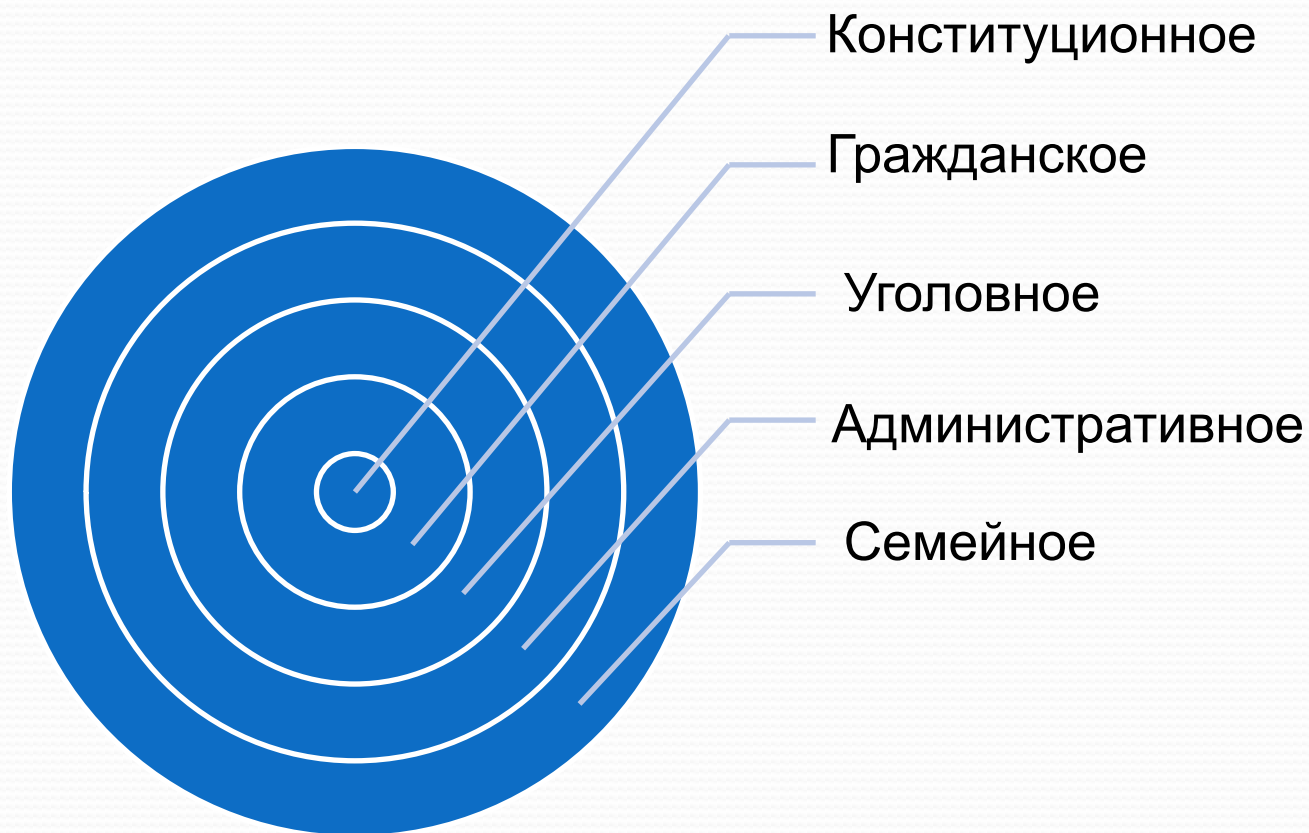 Конституционное
Гражданское
Уголовное
Административное
Семейное